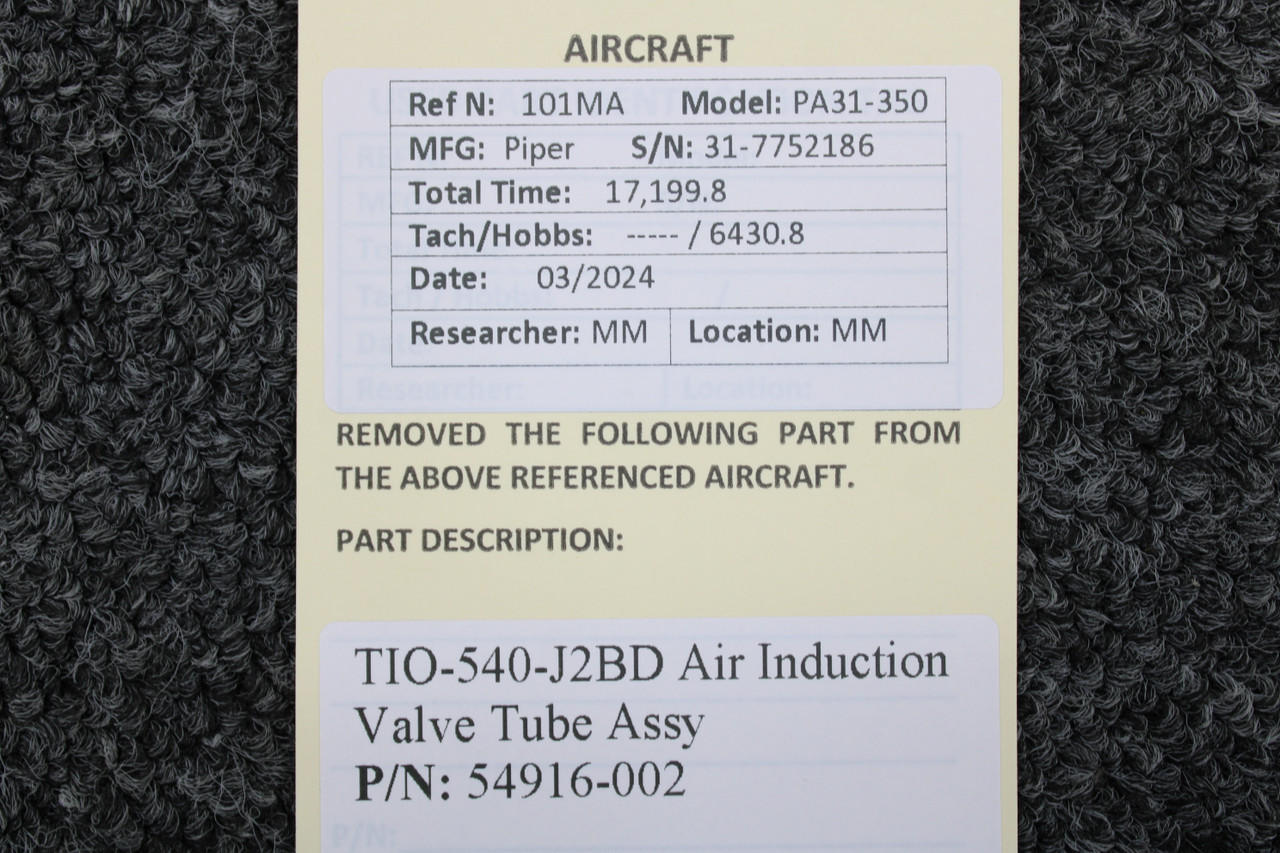 AIRCRAFT
Ref N: 101MA Model: PA31-350
MFG: Piper S/N: 31-7752186
Total Time: 17,199.8
Tach/Hobbs: ----- / 6430.8
Date: 03/2024
Researcher: MM Location: MM
REMOVED THE FOLLOWING PART FROM
THE ABOVE REFERENCED AIRCRAFT.
PART DESCRIPTION:
TIO-540-J2BD Air Induction
Valve Tube Assy
P/N: 54916-002
P/N: